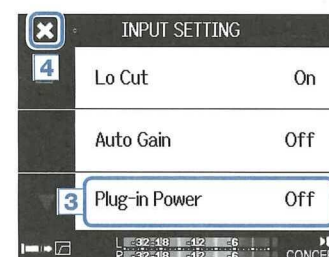 INPUT SETTING
4
Lo Cut On
Auto Gain Off
3 Plug-in Power Off
L -32 -18 -12 -6
R -32 -18 -12 -6